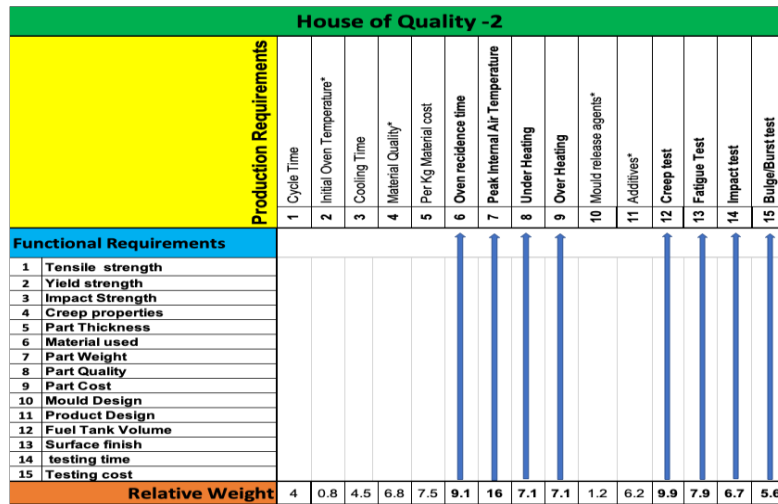 House of Quality -2
Production Requirements
1 Cycle Time
2 Initial Oven Temperature*
3 Cooling Time
4 Material Quality*
5 Per Kg Material cost
6 Oven recidence time
7 Peak Internal Air Temperature
8 Under Heating
9 Over Heating
10 Mould release agents*
11 Additives*
12 Creep test
13 Fatigue Test
14 Impact test
15 Bulge/Burst test
Functional Requirements
1 Tensile strength
2 Yield strength
3 Impact Strength
4 Creep properties
5 Part Thickness
6 Material used
7 Part Weight
8 Part Quality
9 Part Cost
10 Mould Design
11 Product Design
12 Fuel Tank Volume
13 Surface finish
14 testing time
15 Testing cost
Relative Weight 4 0.8 4.5 6.8 7.5 9.1 16 7.1 7.1 1.2 6.2 9.9 7.9 6.7